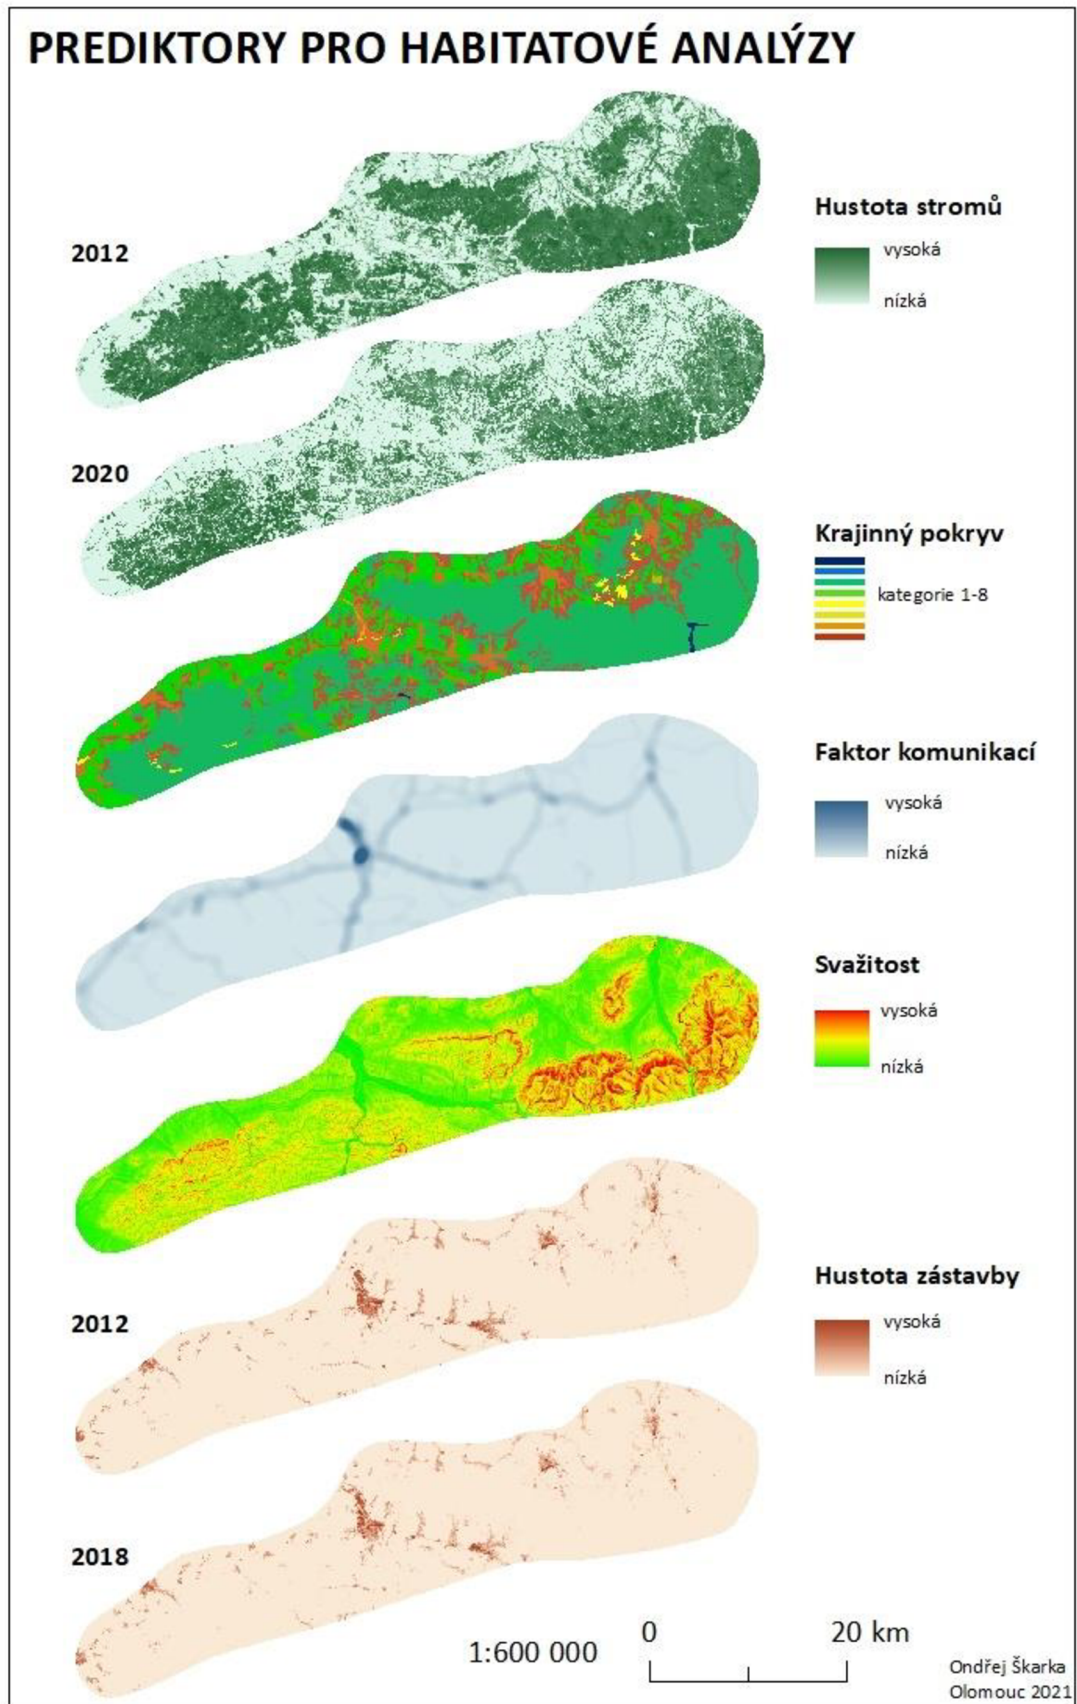 PREDIKTORY PRO HABITATOVÉ ANALÝZY
Hustota stromů
vysoká
2012
nízká
2020
Krajinný pokryv
kategorie 1-8
Faktor komunikací
vysoká
nízká
Svažitost
vysoká
nízká
Hustota zástavby
vysoká
2012
nízká
2018
0 20 km
1:600 000
Ondřej Škarka
Olomouc 2021